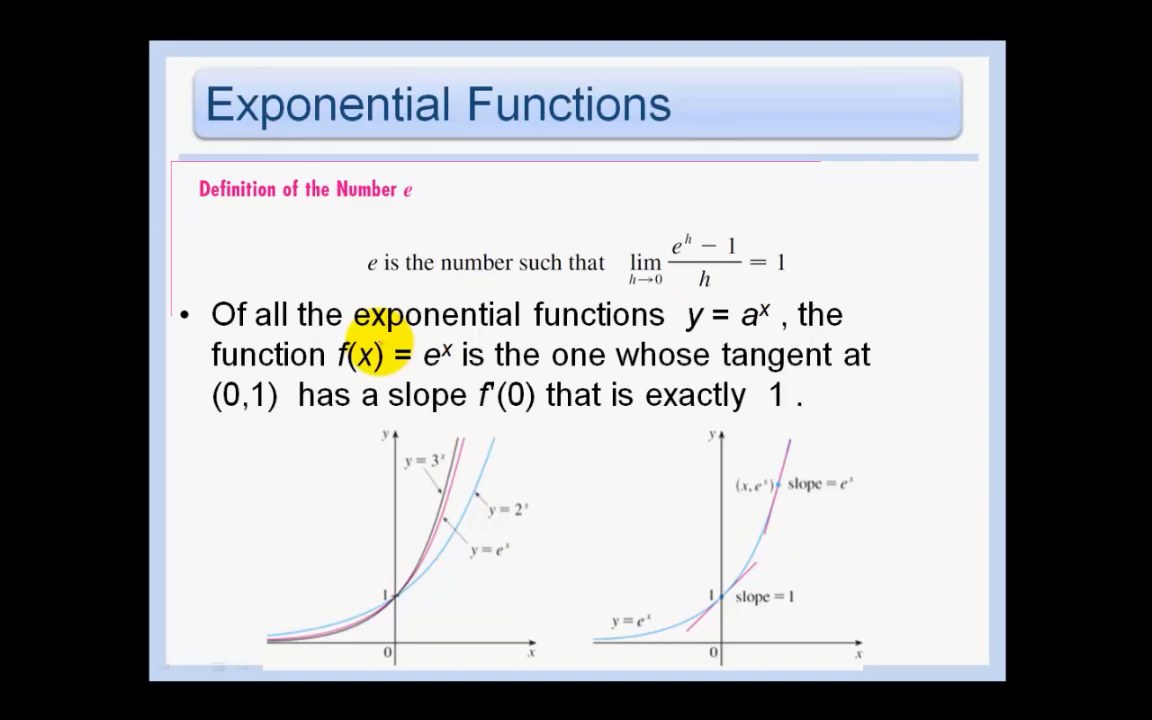 Exponential Functions
Definition of the Number e
e is the number such that lim h→0 (e^h − 1)/h = 1
• Of all the exponential functions y = a^x , the
function f(x) = e^x is the one whose tangent at
(0,1) has a slope f'(0) that is exactly 1 .
y
y = 3^x
y = 2^x
y = e^x
1
0
x
y
(x, e^x)
slope = e^x
1
slope = 1
y = e^x
0
x